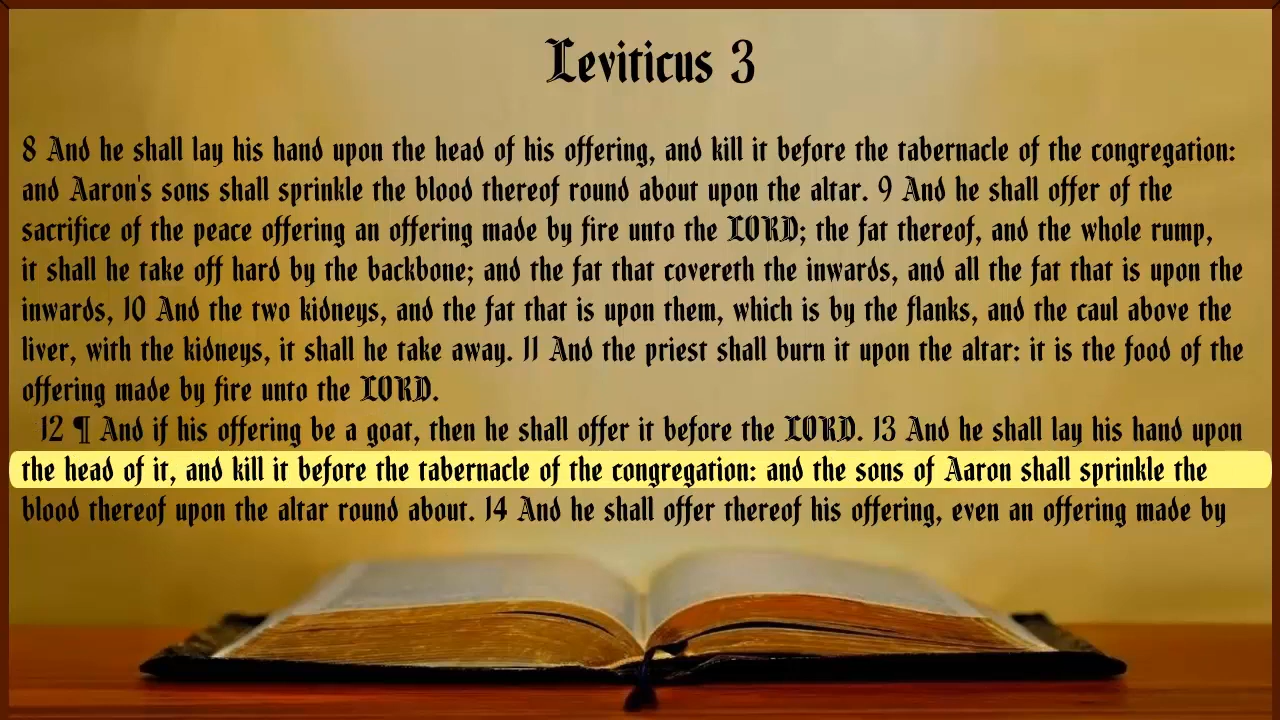 Leviticus 3
8 And he shall lay his hand upon the head of his offering, and kill it before the tabernacle of the congregation:
and Aaron's sons shall sprinkle the blood thereof round about upon the altar. 9 And he shall offer of the
sacrifice of the peace offering an offering made by fire unto the LORD; the fat thereof, and the whole rump,
it shall he take off hard by the backbone; and the fat that covereth the inwards, and all the fat that is upon the
inwards, 10 And the two kidneys, and the fat that is upon them, which is by the flanks, and the caul above the
liver, with the kidneys, it shall he take away. 11 And the priest shall burn it upon the altar: it is the food of the
offering made by fire unto the LORD.
12 ¶ And if his offering be a goat, then he shall offer it before the LORD. 13 And he shall lay his hand upon
the head of it, and kill it before the tabernacle of the congregation: and the sons of Aaron shall sprinkle the
blood thereof upon the altar round about. 14 And he shall offer thereof his offering, even an offering made by